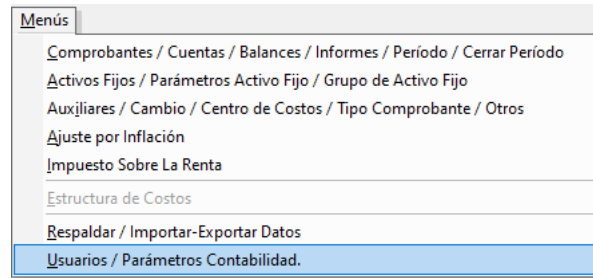 Menús
Comprobantes / Cuentas / Balances / Informes / Período / Cerrar Período
Activos Fijos / Parámetros Activo Fijo / Grupo de Activo Fijo
Auxiliares / Cambio / Centro de Costos / Tipo Comprobante / Otros
Ajuste por Inflación
Impuesto Sobre La Renta
Estructura de Costos
Respaldar / Importar-Exportar Datos
Usuarios / Parámetros Contabilidad.